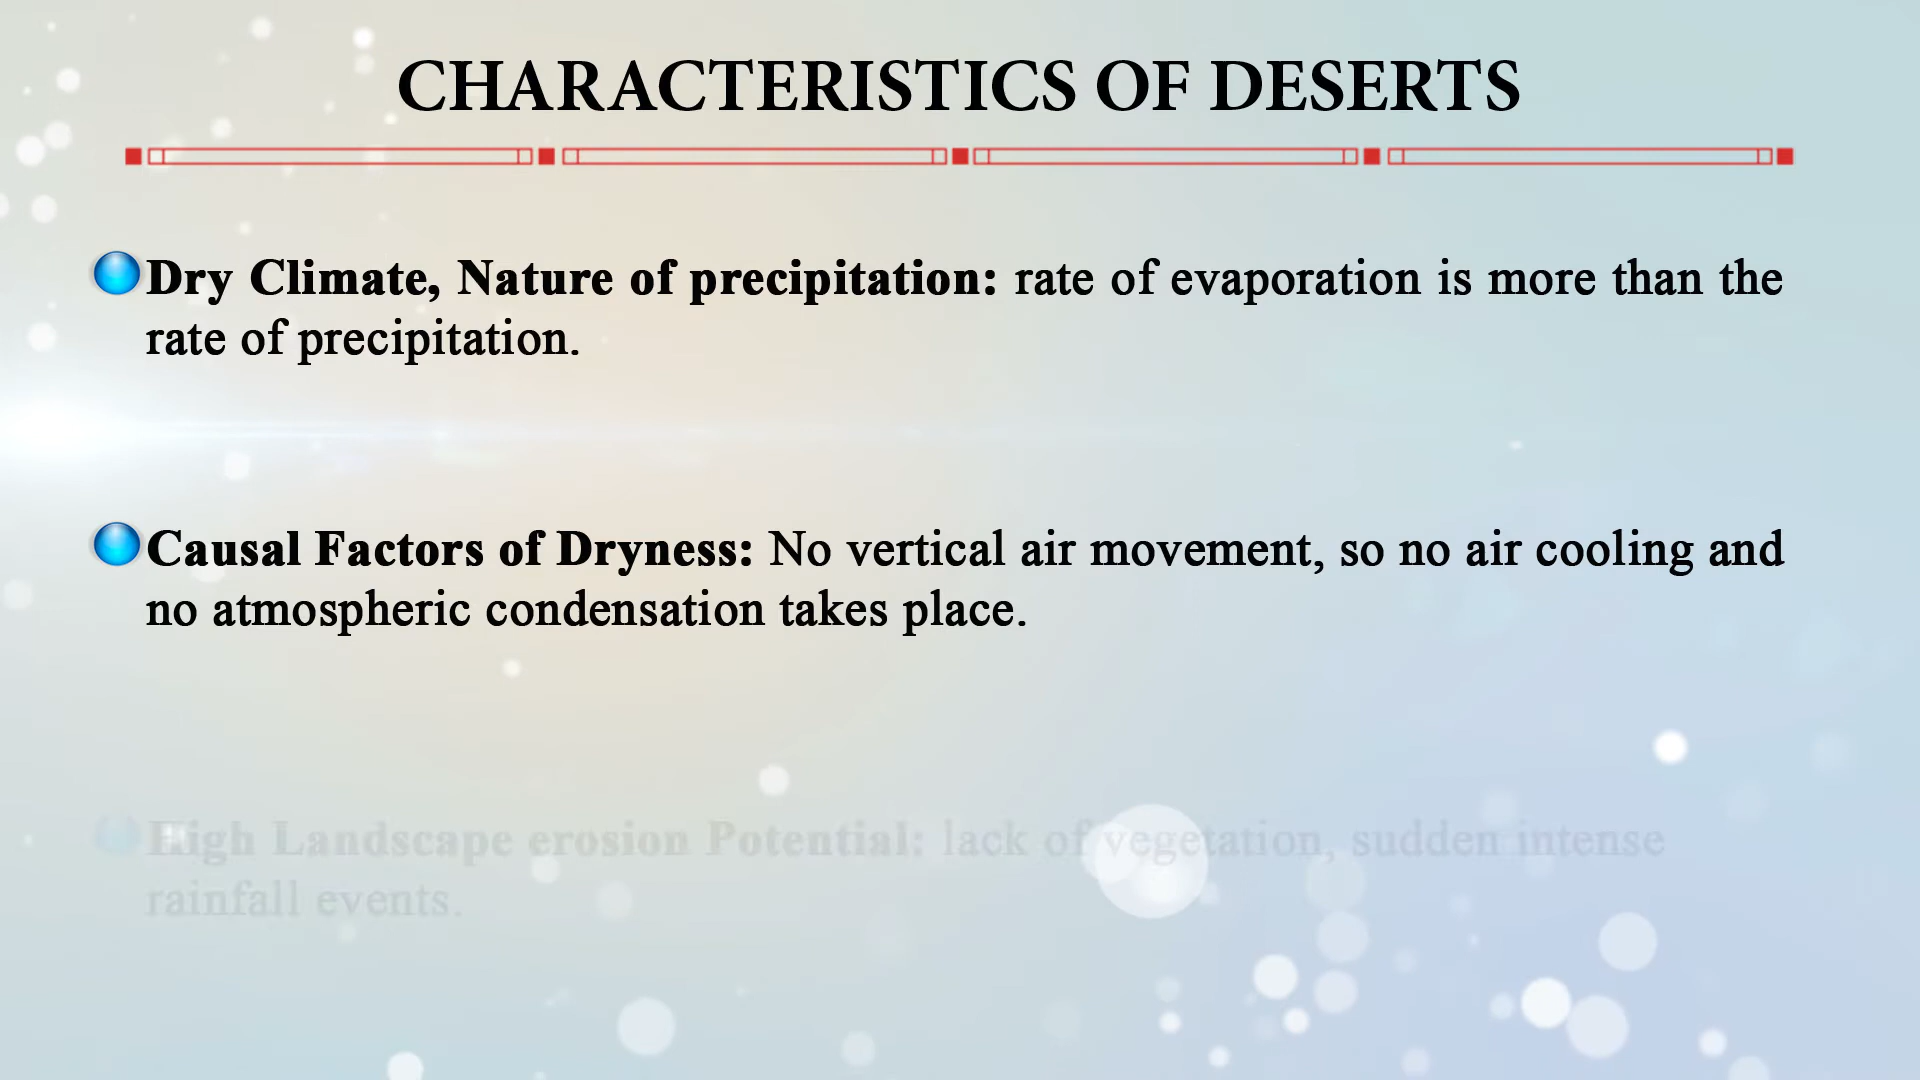 CHARACTERISTICS OF DESERTS
Dry Climate, Nature of precipitation: rate of evaporation is more than the
rate of precipitation.
Causal Factors of Dryness: No vertical air movement, so no air cooling and
no atmospheric condensation takes place.
High Landscape erosion Potential: lack of vegetation, sudden intense
rainfall events.